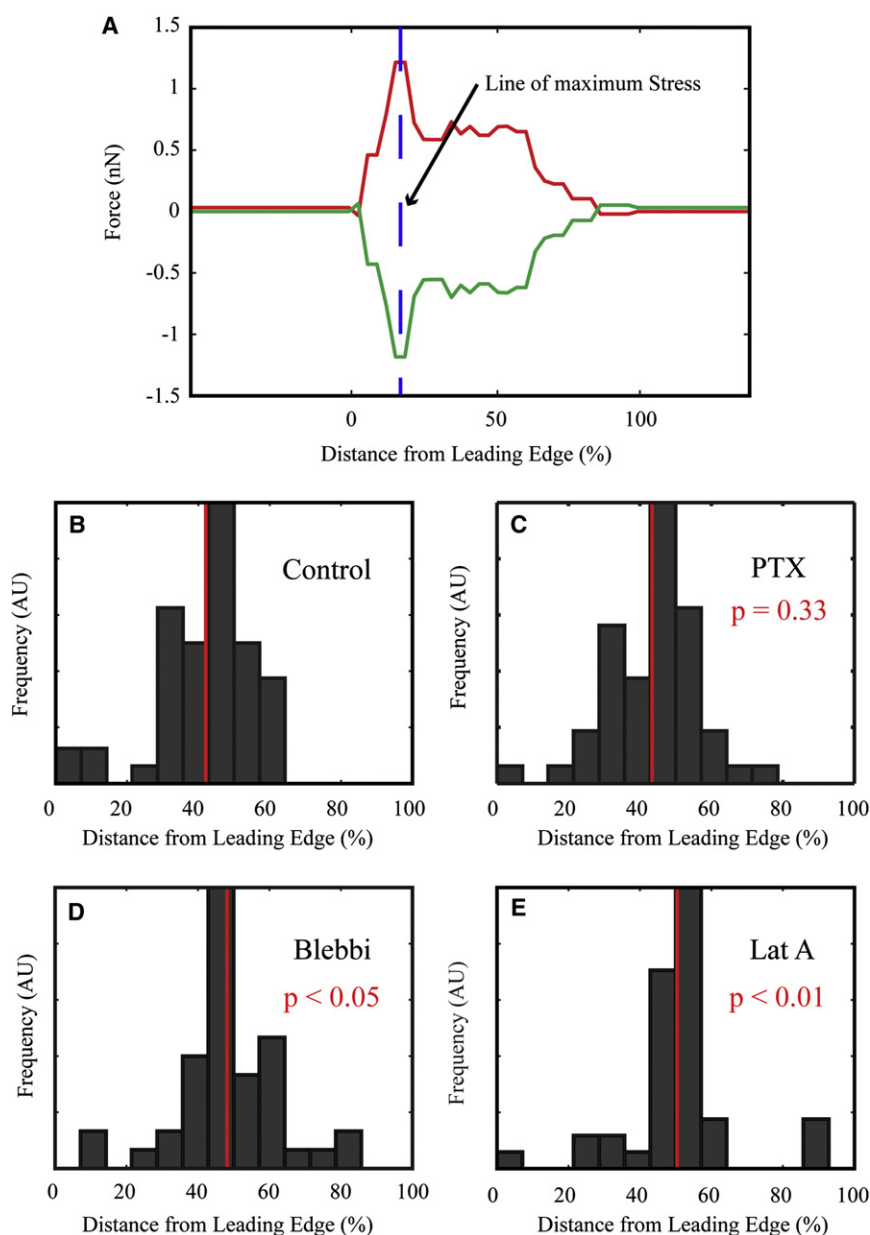 A
1.5
1
0.5
0
-0.5
-1
-1.5
Force (nN)
Line of maximum Stress
0 50 100
Distance from Leading Edge (%)
B
Control
Frequency (AU)
0 20 40 60 80 100
Distance from Leading Edge (%)
C
PTX
p = 0.33
Frequency (AU)
0 20 40 60 80 100
Distance from Leading Edge (%)
D
Blebbi
p < 0.05
Frequency (AU)
0 20 40 60 80 100
Distance from Leading Edge (%)
E
Lat A
p < 0.01
Frequency (AU)
0 20 40 60 80 100
Distance from Leading Edge (%)